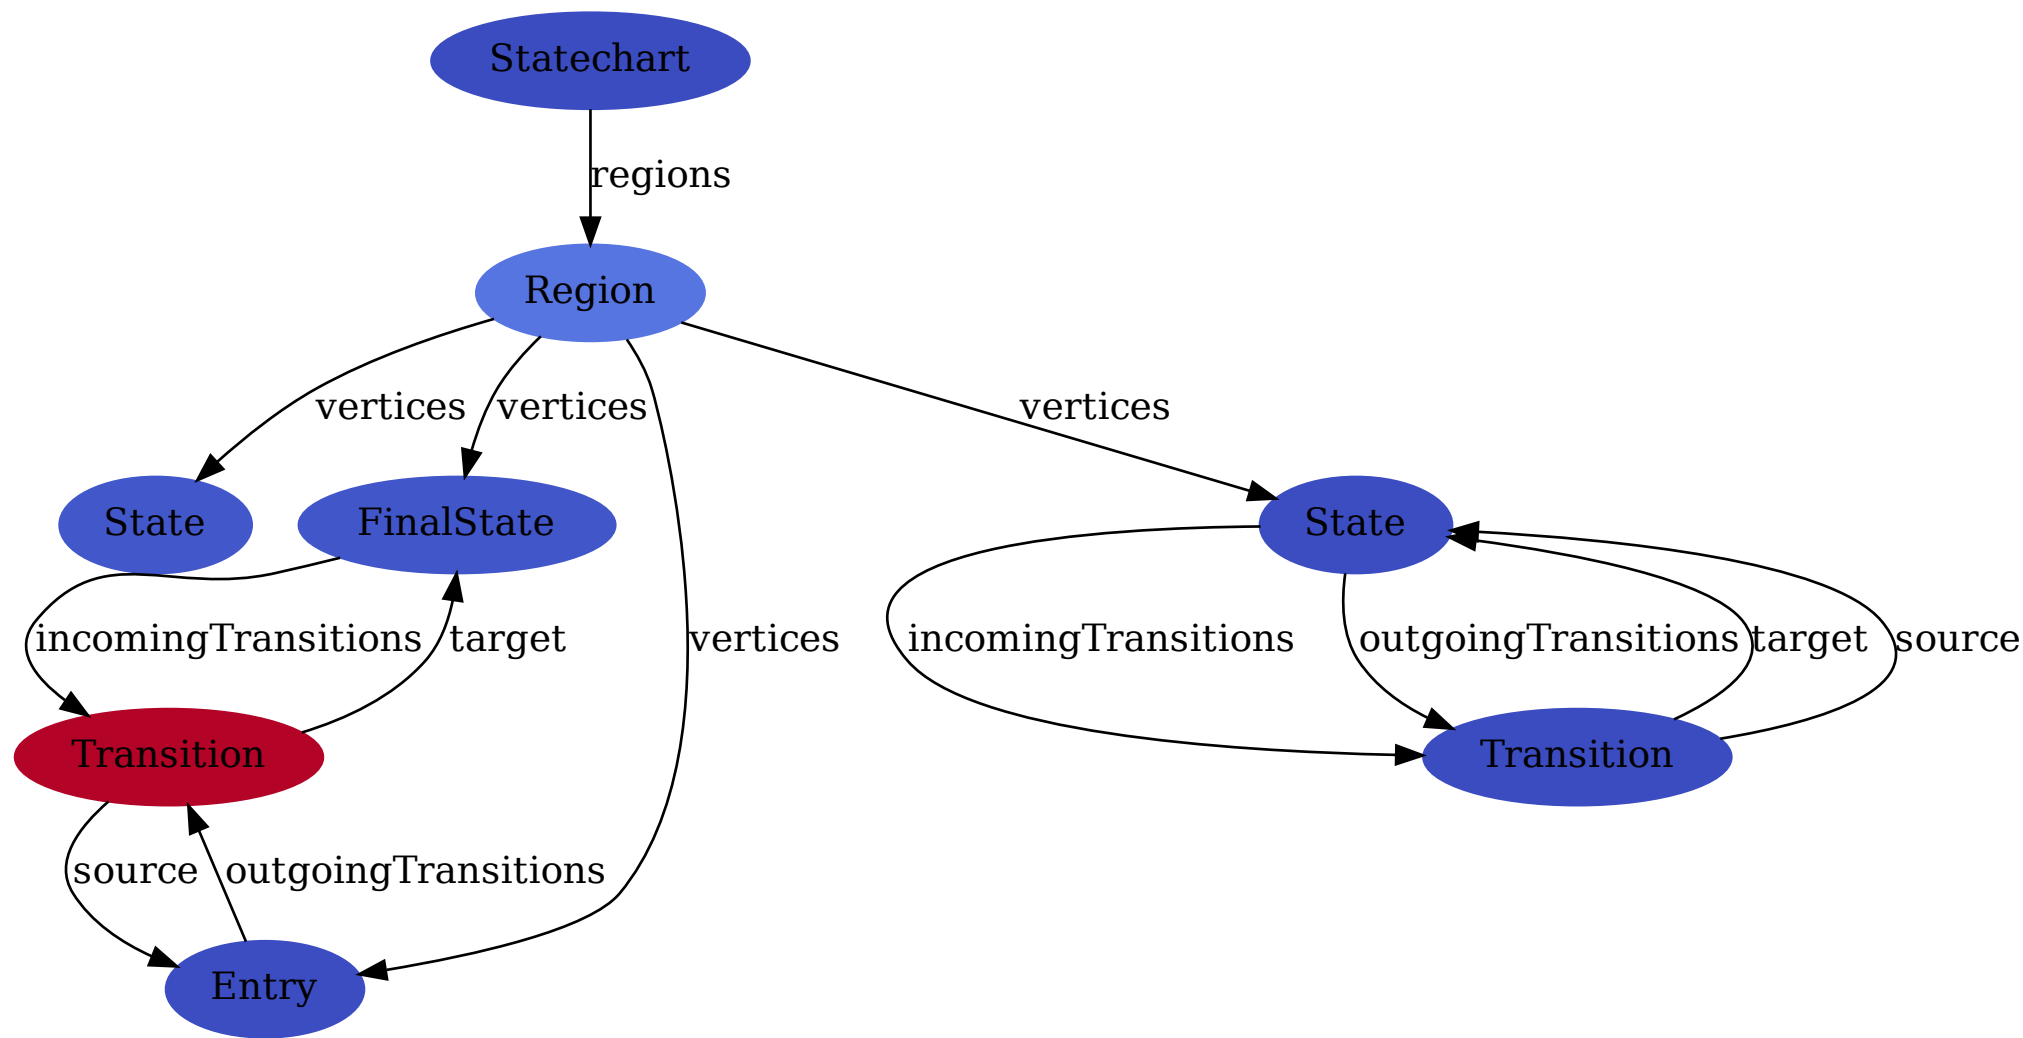 Statechart
regions
Region
vertices
vertices
vertices
State
FinalState
State
incomingTransitions
target
vertices
incomingTransitions
outgoingTransitions
target
source
Transition
Transition
source
outgoingTransitions
Entry